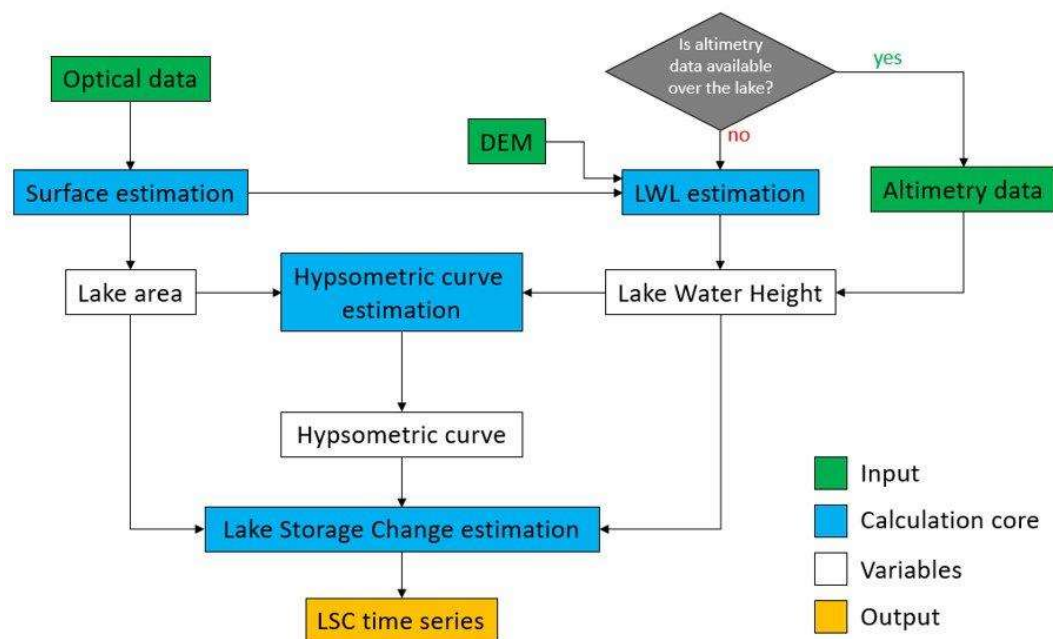 Is altimetry
data available
over the lake?
yes
no
Optical data
DEM
Surface estimation
LWL estimation
Altimetry data
Lake area
Hypsometric curve
estimation
Lake Water Height
Hypsometric curve
Lake Storage Change estimation
LSC time series
Input
Calculation core
Variables
Output